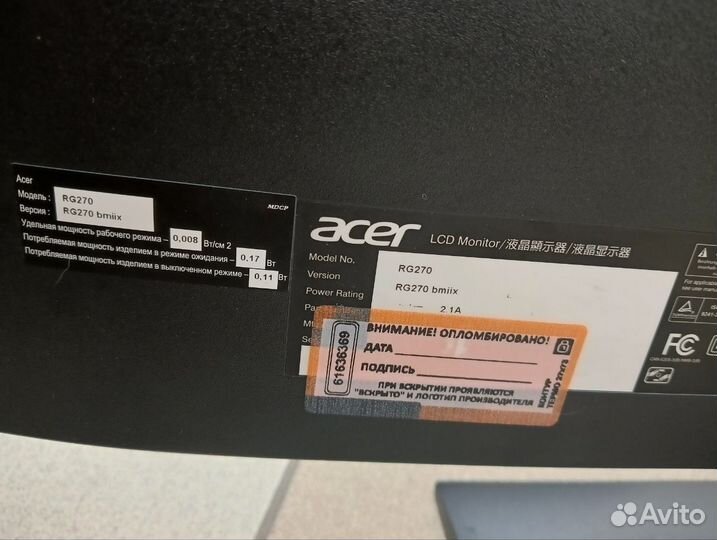 Acer
Модель : RG270
Версия : RG270 bmiix
MDCP
Удельная мощность рабочего режима – 0,008 Вт/см 2
Потребляемая мощность изделием в режиме ожидания – 0,17 Вт
Потребляемая мощность изделием в выключенном режиме – 0,11 Вт
acer LCD Monitor/液晶顯示器/液晶显示器
Model No. RG270
Version RG270 bmiix
Power Rating 2.1A
ВНИМАНИЕ! ОПЛОМБИРОВАНО!
ДАТА
ПОДПИСЬ
ПРИ ВСКРЫТИИ ПРОЯВЛЯЮТСЯ
"ВСКРЫТО" И ЛОГОТИП ПРОИЗВОДИТЕЛЯ
61636369
КОНТУР
ТЕРМО 27Х73
FC
Avito